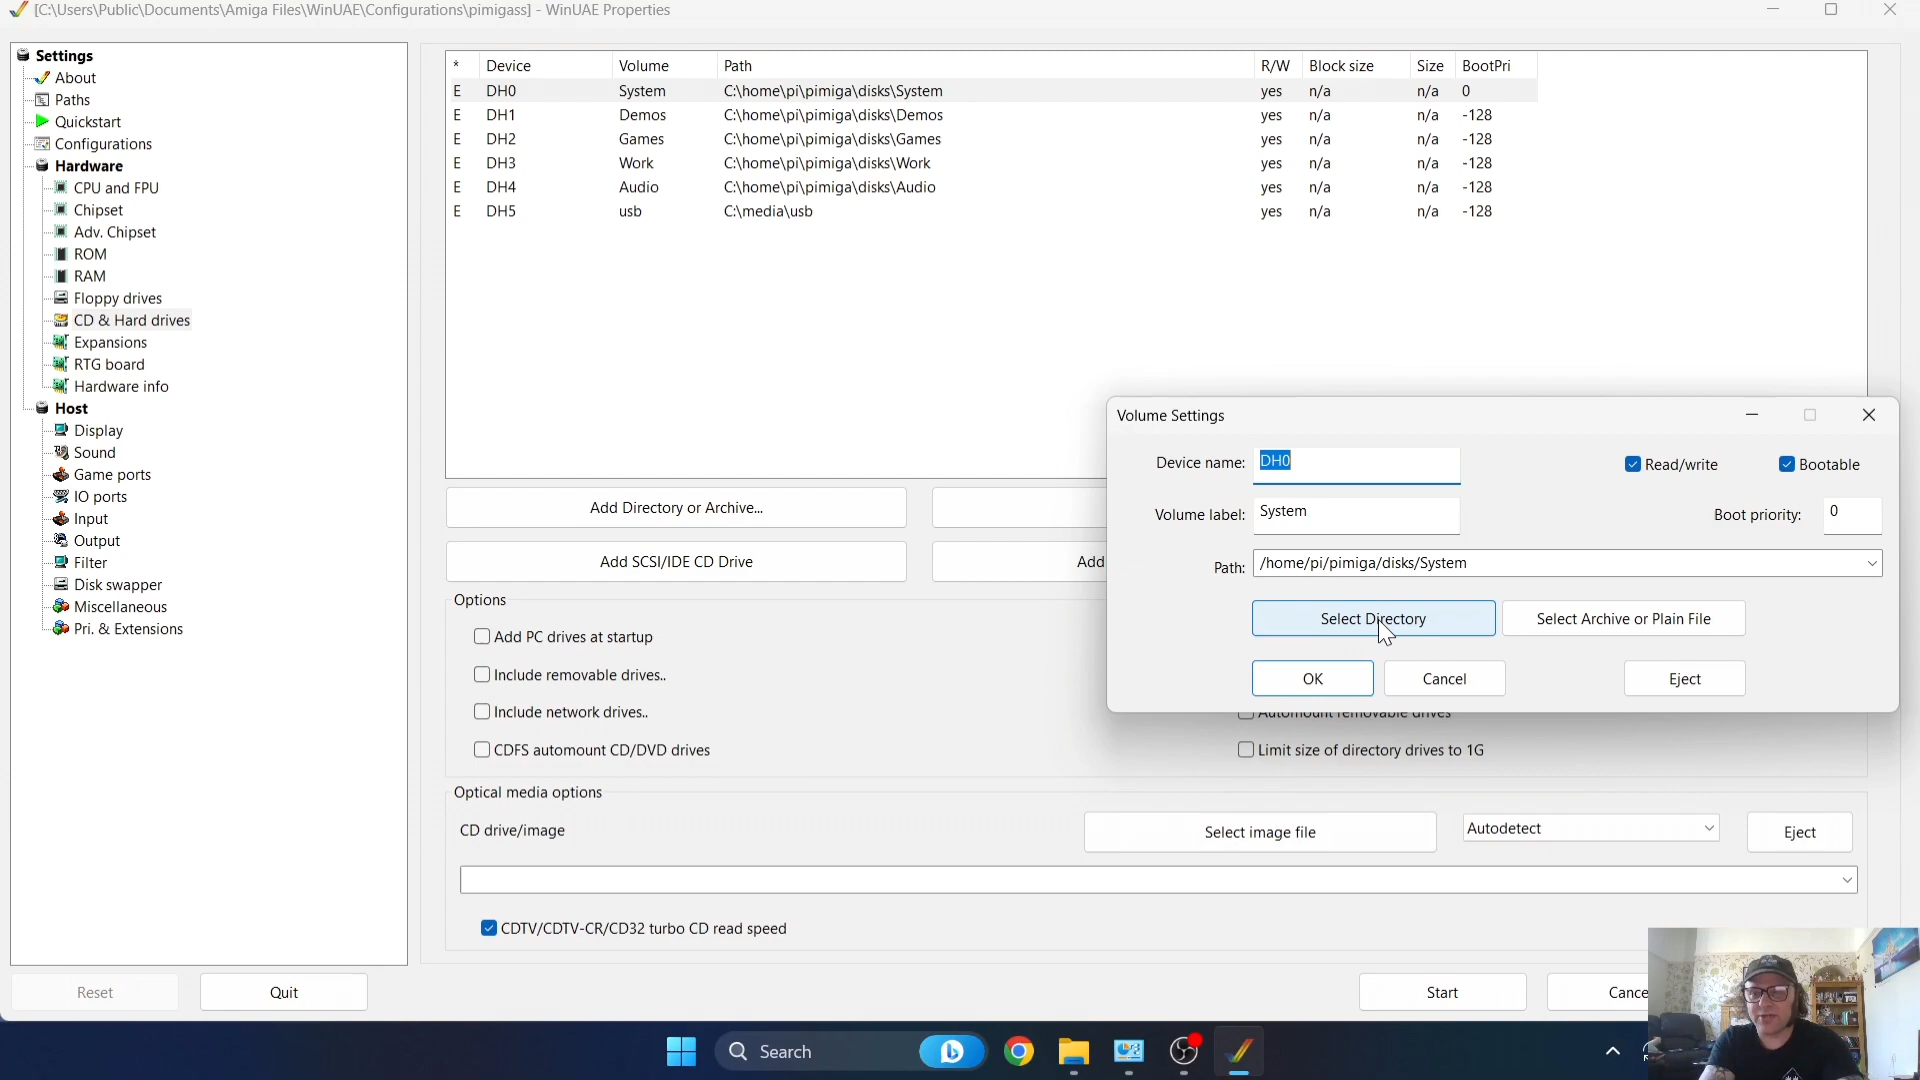 [C:\Users\Public\Documents\Amiga Files\WinUAE\Configurations\pimigass] - WinUAE Properties
Settings
About
Paths
Quickstart
Configurations
Hardware
CPU and FPU
Chipset
Adv. Chipset
ROM
RAM
Floppy drives
CD & Hard drives
Expansions
RTG board
Hardware info
Host
Display
Sound
Game ports
IO ports
Input
Output
Filter
Disk swapper
Miscellaneous
Pri. & Extensions
Reset
Quit
* Device Volume Path R/W Block size Size BootPri
E DH0 System C:\home\pi\pimiga\disks\System yes n/a n/a 0
E DH1 Demos C:\home\pi\pimiga\disks\Demos yes n/a n/a -128
E DH2 Games C:\home\pi\pimiga\disks\Games yes n/a n/a -128
E DH3 Work C:\home\pi\pimiga\disks\Work yes n/a n/a -128
E DH4 Audio C:\home\pi\pimiga\disks\Audio yes n/a n/a -128
E DH5 usb C:\media\usb yes n/a n/a -128
Add Directory or Archive...
Add SCSI/IDE CD Drive
Add
Options
Add PC drives at startup
Include removable drives..
Include network drives..
CDFS automount CD/DVD drives
Automount removable drives
Limit size of directory drives to 1G
Volume Settings
Device name: DH0
Read/write
Bootable
Volume label: System
Boot priority: 0
Path: /home/pi/pimiga/disks/System
Select Directory
Select Archive or Plain File
OK
Cancel
Eject
Optical media options
CD drive/image
Select image file
Autodetect
Eject
CDTV/CDTV-CR/CD32 turbo CD read speed
Start
Cance
Search